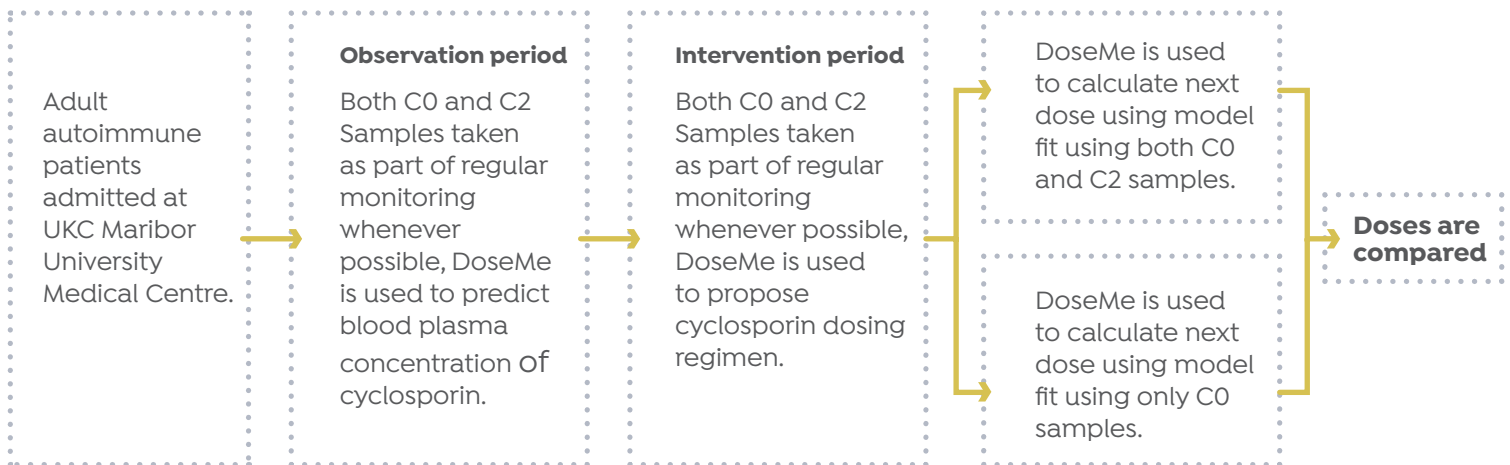 Adult
autoimmune
patients
admitted at
UKC Maribor
University
Medical Centre.
Observation period
Both C0 and C2
Samples taken
as part of regular
monitoring
whenever
possible, DoseMe
is used to predict
blood plasma
concentration of
cyclosporin.
Intervention period
Both C0 and C2
Samples taken
as part of regular
monitoring
whenever possible,
DoseMe is used
to propose
cyclosporin dosing
regimen.
DoseMe is used
to calculate next
dose using model
fit using both C0
and C2 samples.
DoseMe is used
to calculate next
dose using model
fit using only C0
samples.
Doses are
compared